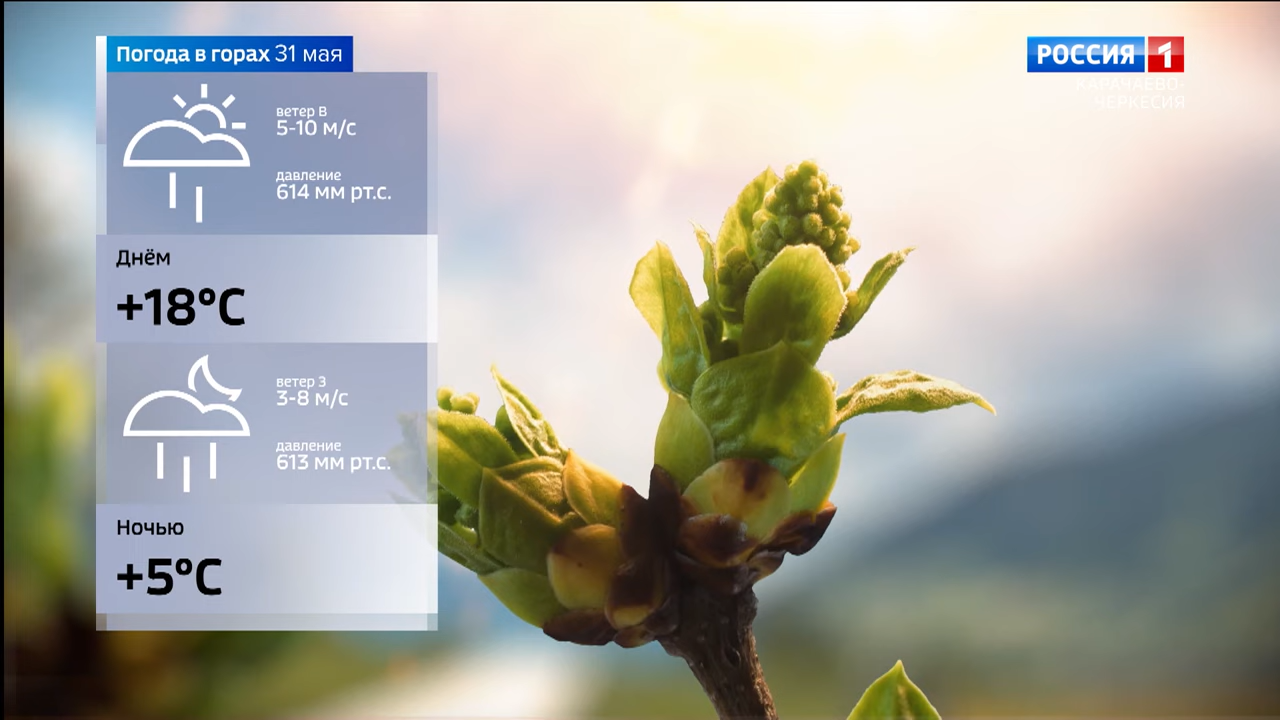 Погода в горах 31 мая
ветер В
5-10 м/с
давление
614 мм рт.с.
Днём
+18°C
ветер З
3-8 м/с
давление
613 мм рт.с.
Ночью
+5°C
РОССИЯ 1
КАРАЧАЕВО-
ЧЕРКЕСИЯ